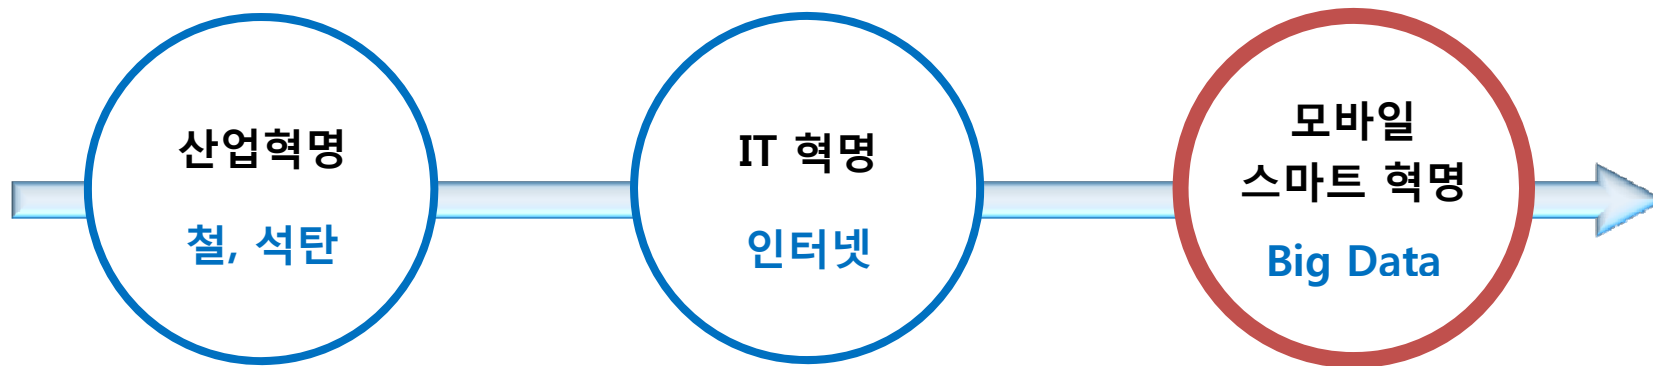 산업혁명
철, 석탄
IT 혁명
인터넷
모바일
스마트 혁명
Big Data